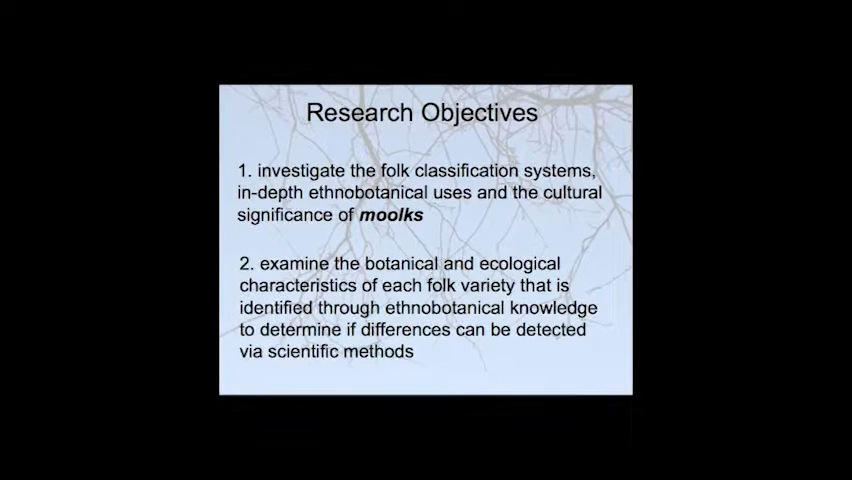 Research Objectives
1. investigate the folk classification systems,
in-depth ethnobotanical uses and the cultural
significance of moolks
2. examine the botanical and ecological
characteristics of each folk variety that is
identified through ethnobotanical knowledge
to determine if differences can be detected
via scientific methods